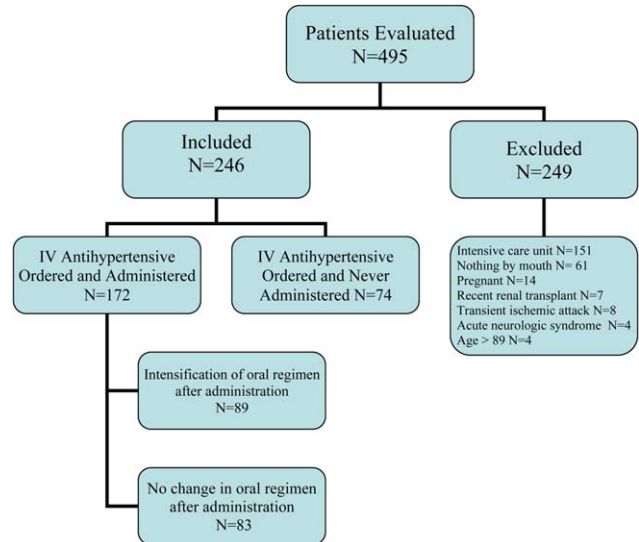 Patients Evaluated
N=495
Included
N=246
Excluded
N=249
IV Antihypertensive
Ordered and Administered
N=172
IV Antihypertensive
Ordered and Never
Administered N=74
Intensive care unit N=151
Nothing by mouth N= 61
Pregnant N=14
Recent renal transplant N=7
Transient ischemic attack N=8
Acute neurologic syndrome N=4
Age > 89 N=4
Intensification of oral regimen
after administration
N=89
No change in oral regimen
after administration
N=83